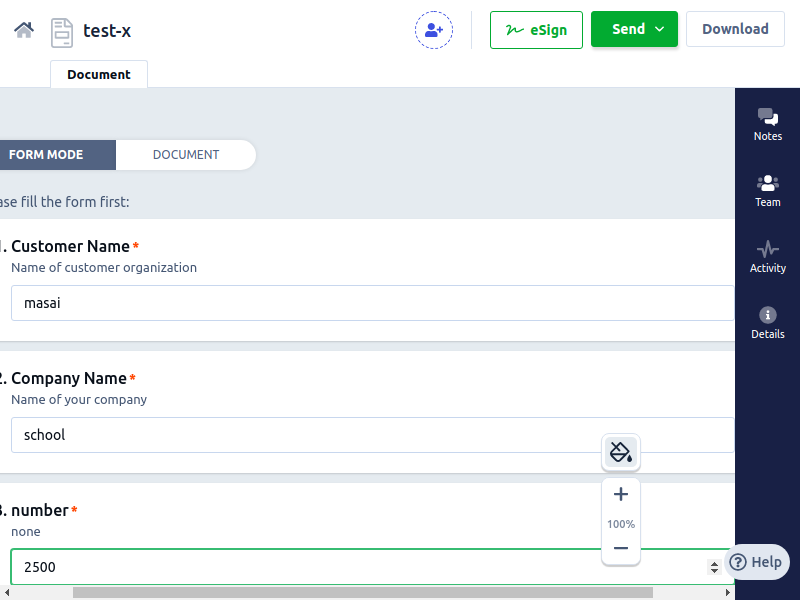 test-x
eSign
Send
Download
Document
FORM MODE
DOCUMENT
ase fill the form first:
1. Customer Name*
Name of customer organization
masai
2. Company Name*
Name of your company
school
3. number*
none
2500
100%
Notes
Team
Activity
Details
Help